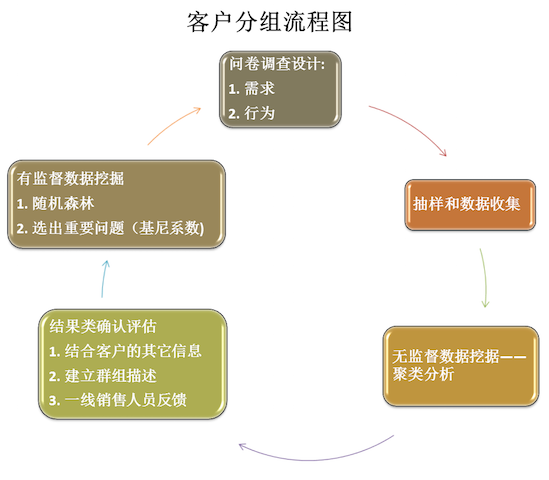 客户分组流程图
问卷调查设计:
1. 需求
2. 行为
抽样和数据收集
无监督数据挖掘——
聚类分析
结果类确认评估
1. 结合客户的其它信息
2. 建立群组描述
3. 一线销售人员反馈
有监督数据挖掘
1. 随机森林
2. 选出重要问题（基尼系数)